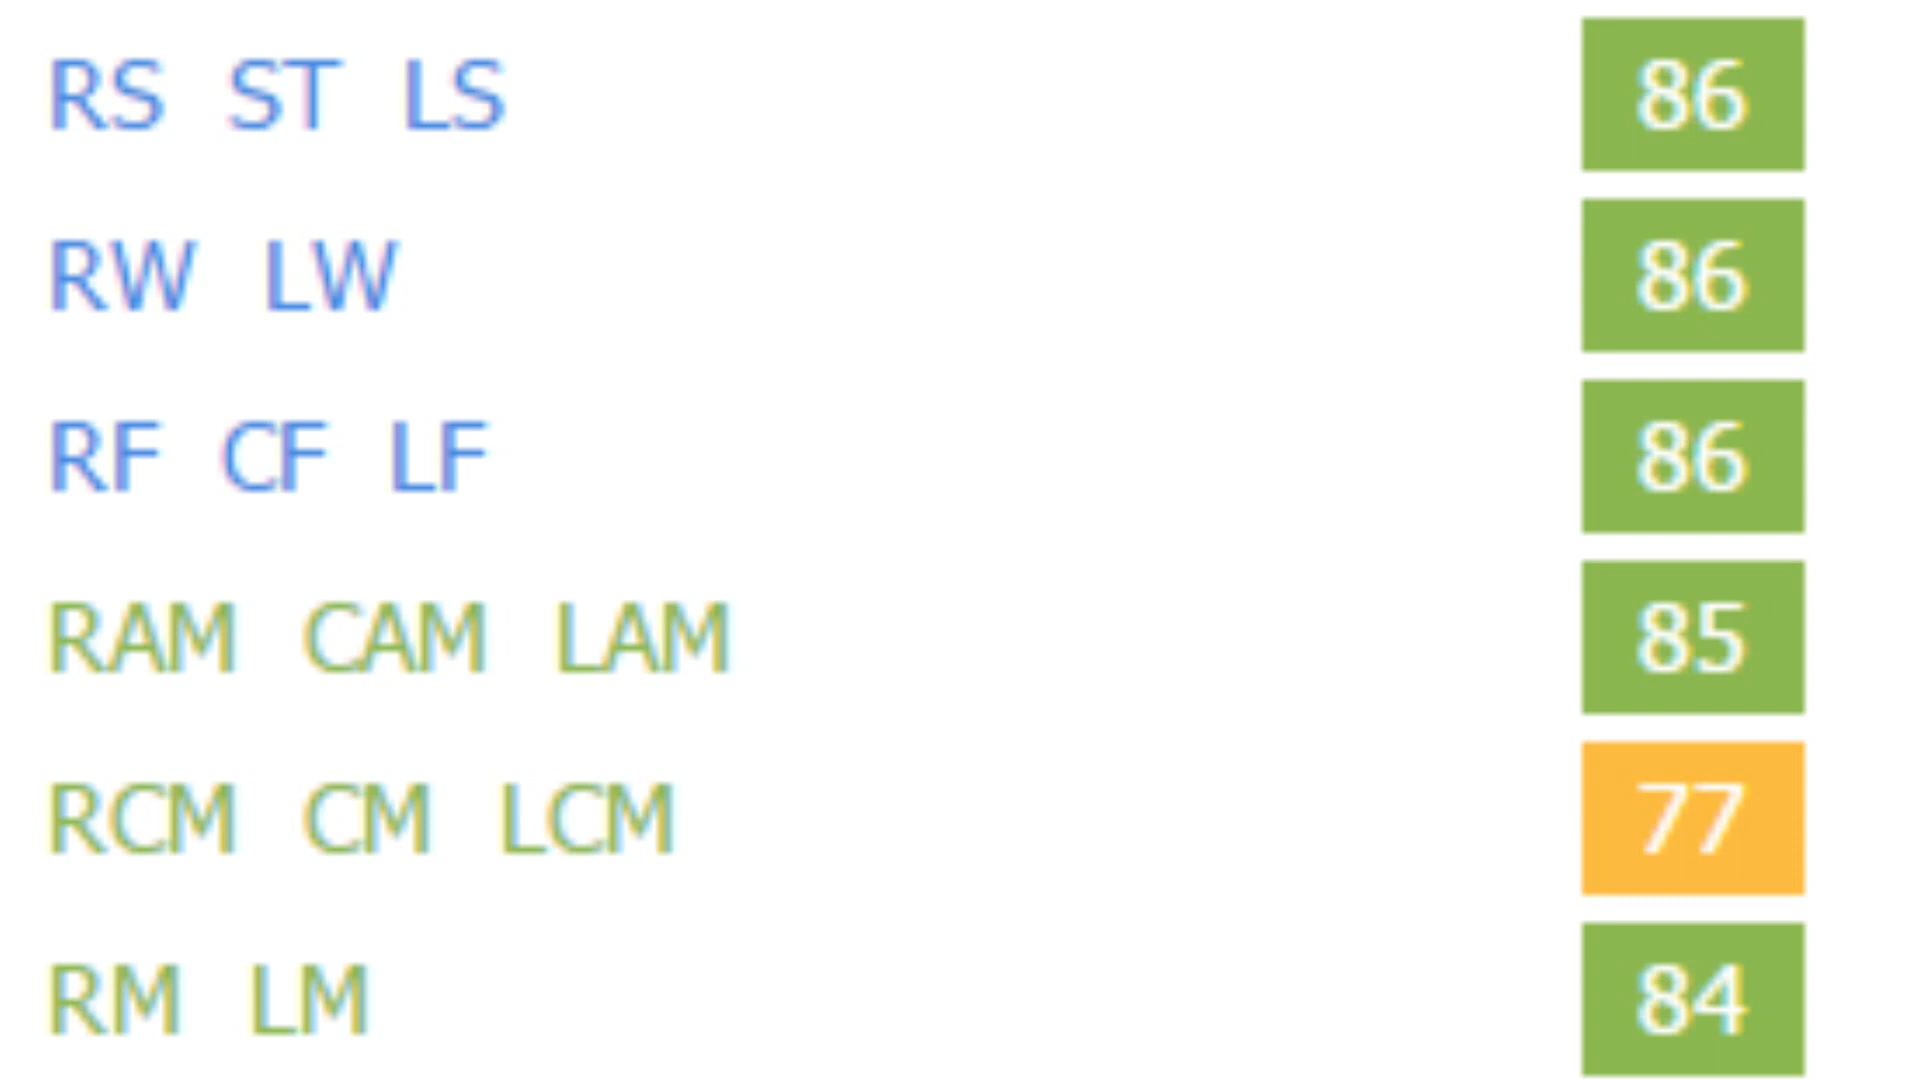 RS ST LS 86
RW LW 86
RF CF LF 86
RAM CAM LAM 85
RCM CM LCM 77
RM LM 84